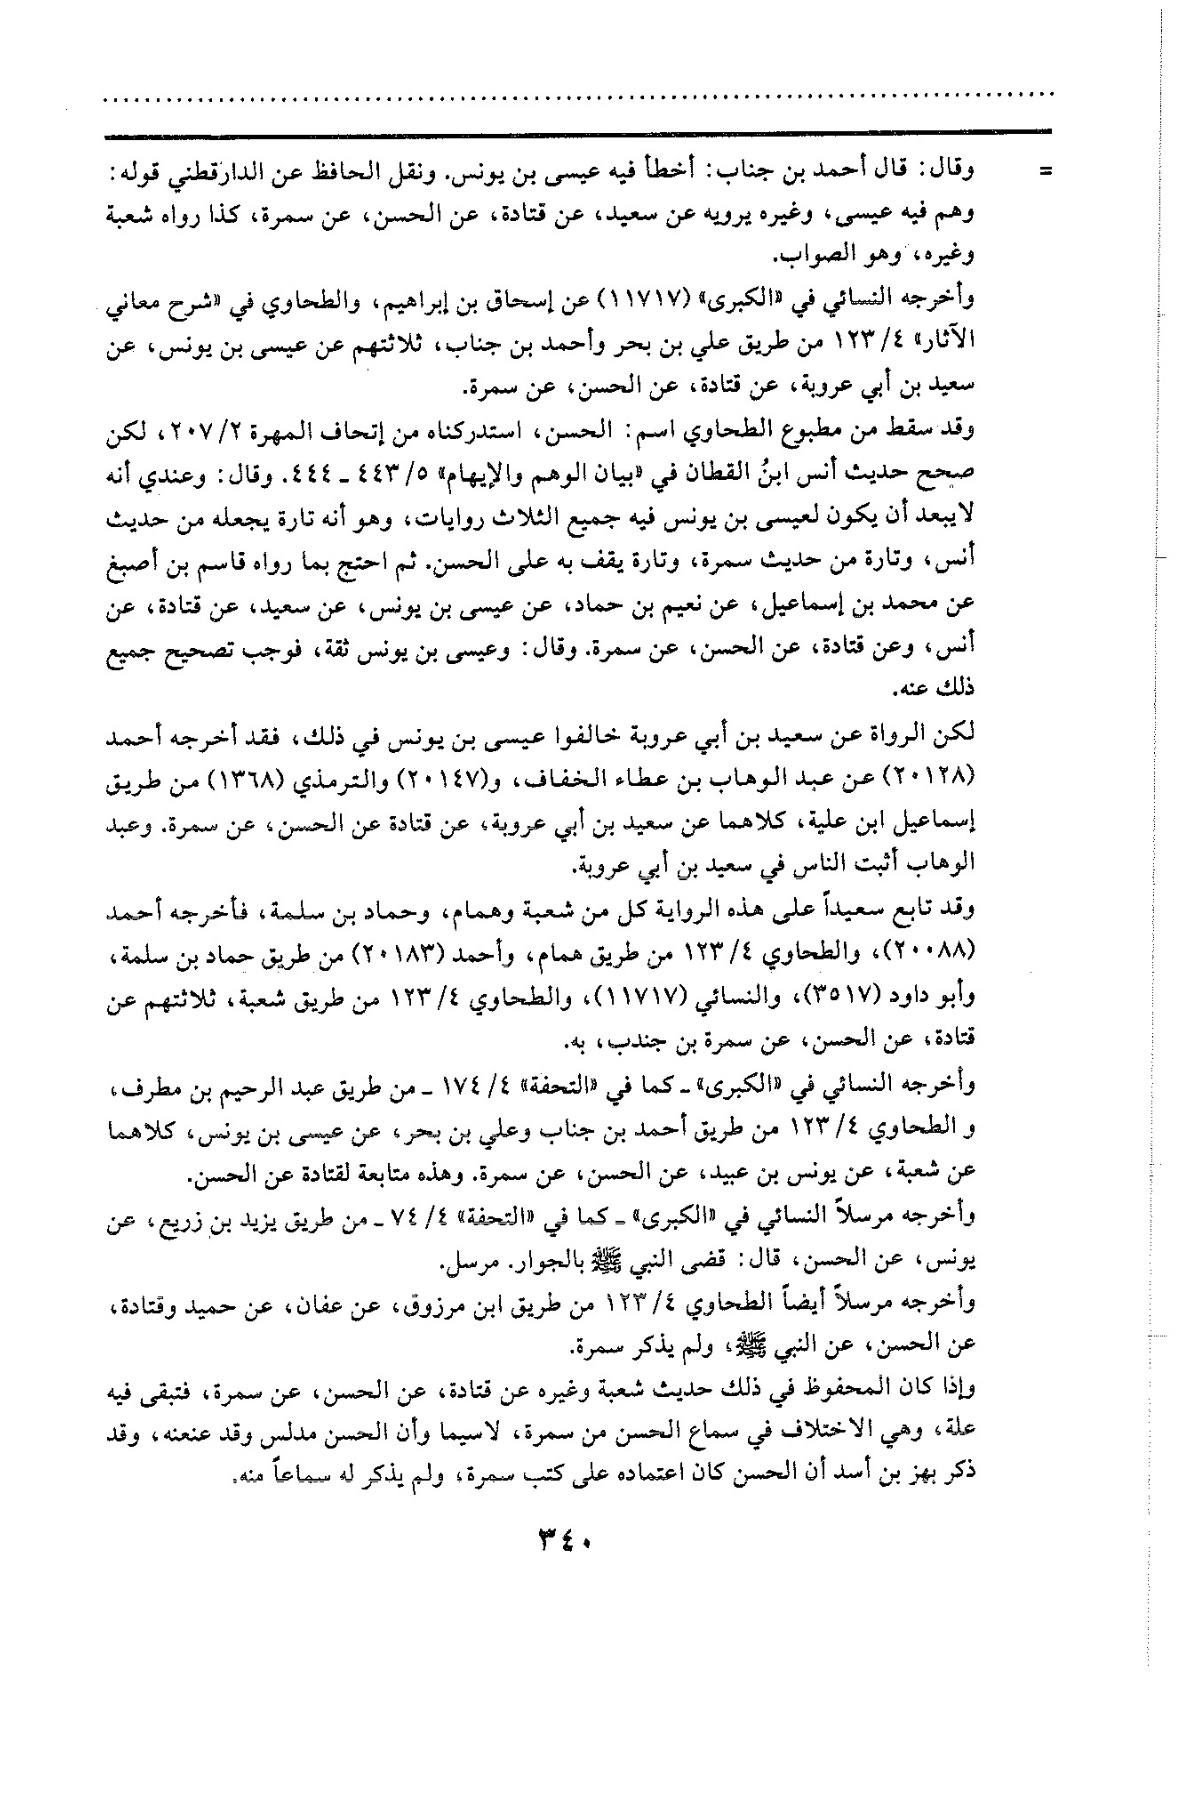 = وقال: قال أحمد بن جناب: أخطأ فيه عيسى بن يونس. ونقل الحافظ عن الدارقطني قوله:
وهم فيه عيسى، وغيره يرويه عن سعيد، عن قتادة، عن الحسن، عن سمرة، كذا رواه شعبة
وغيره، وهو الصواب.
وأخرجه النسائي في «الكبرى» (١١٧١٧) عن إسحاق بن إبراهيم، والطحاوي في «شرح معاني
الآثار» ٤/ ١٢٣ من طريق علي بن بحر وأحمد بن جناب، ثلاثتهم عن عيسى بن يونس، عن
سعيد بن أبي عروبة، عن قتادة، عن الحسن، عن سمرة.
وقد سقط من مطبوع الطحاوي اسم: الحسن، استدركناه من إتحاف المهرة ٢/ ٢٠٧، لكن
صحح حديث أنس ابنُ القطان في «بيان الوهم والإيهام» ٥/ ٤٤٣ ـ ٤٤٤. وقال: وعندي أنه
لايبعد أن يكون لعيسى بن يونس فيه جميع الثلاث روايات، وهو أنه تارة يجعله من حديث
أنس، وتارة من حديث سمرة، وتارة يقف به على الحسن. ثم احتج بما رواه قاسم بن أصبغ
عن محمد بن إسماعيل، عن نعيم بن حماد، عن عيسى بن يونس، عن سعيد، عن قتادة، عن
أنس، وعن قتادة، عن الحسن، عن سمرة. وقال: وعيسى بن يونس ثقة، فوجب تصحيح جميع
ذلك عنه.
لكن الرواة عن سعيد بن أبي عروبة خالفوا عيسى بن يونس في ذلك، فقد أخرجه أحمد
(٢٠١٢٨) عن عبد الوهاب بن عطاء الخفاف، و(٢٠١٤٧) والترمذي (١٣٦٨) من طريق
إسماعيل ابن علية، كلاهما عن سعيد بن أبي عروبة، عن قتادة عن الحسن، عن سمرة. وعبد
الوهاب أثبت الناس في سعيد بن أبي عروبة.
وقد تابع سعيداً على هذه الرواية كل من شعبة وهمام، وحماد بن سلمة، فأخرجه أحمد
(٢٠٠٨٨)، والطحاوي ٤/ ١٢٣ من طريق همام، وأحمد (٢٠١٨٣) من طريق حماد بن سلمة،
وأبو داود (٣٥١٧)، والنسائي (١١٧١٧)، والطحاوي ٤/ ١٢٣ من طريق شعبة، ثلاثتهم عن
قتادة، عن الحسن، عن سمرة بن جندب، به.
وأخرجه النسائي في «الكبرى» ـ كما في «التحفة» ٤/ ١٧٤ ـ من طريق عبد الرحيم بن مطرف،
و الطحاوي ٤/ ١٢٣ من طريق أحمد بن جناب وعلي بن بحر، عن عيسى بن يونس، كلاهما
عن شعبة، عن يونس بن عبيد، عن الحسن، عن سمرة. وهذه متابعة لقتادة عن الحسن.
وأخرجه مرسلاً النسائي في «الكبرى» ـ كما في «التحفة» ٤/ ٧٤ ـ من طريق يزيد بن زريع، عن
يونس، عن الحسن، قال: قضى النبي ﷺ بالجوار. مرسل.
وأخرجه مرسلاً أيضاً الطحاوي ٤/ ١٢٣ من طريق ابن مرزوق، عن عفان، عن حميد وقتادة،
عن الحسن، عن النبي ﷺ، ولم يذكر سمرة.
وإذا كان المحفوظ في ذلك حديث شعبة وغيره عن قتادة، عن الحسن، عن سمرة، فتبقى فيه
علة، وهي الاختلاف في سماع الحسن من سمرة، لاسيما وأن الحسن مدلس وقد عنعنه، وقد
ذكر بهز بن أسد أن الحسن كان اعتماده على كتب سمرة، ولم يذكر له سماعاً منه.
٣٤٠